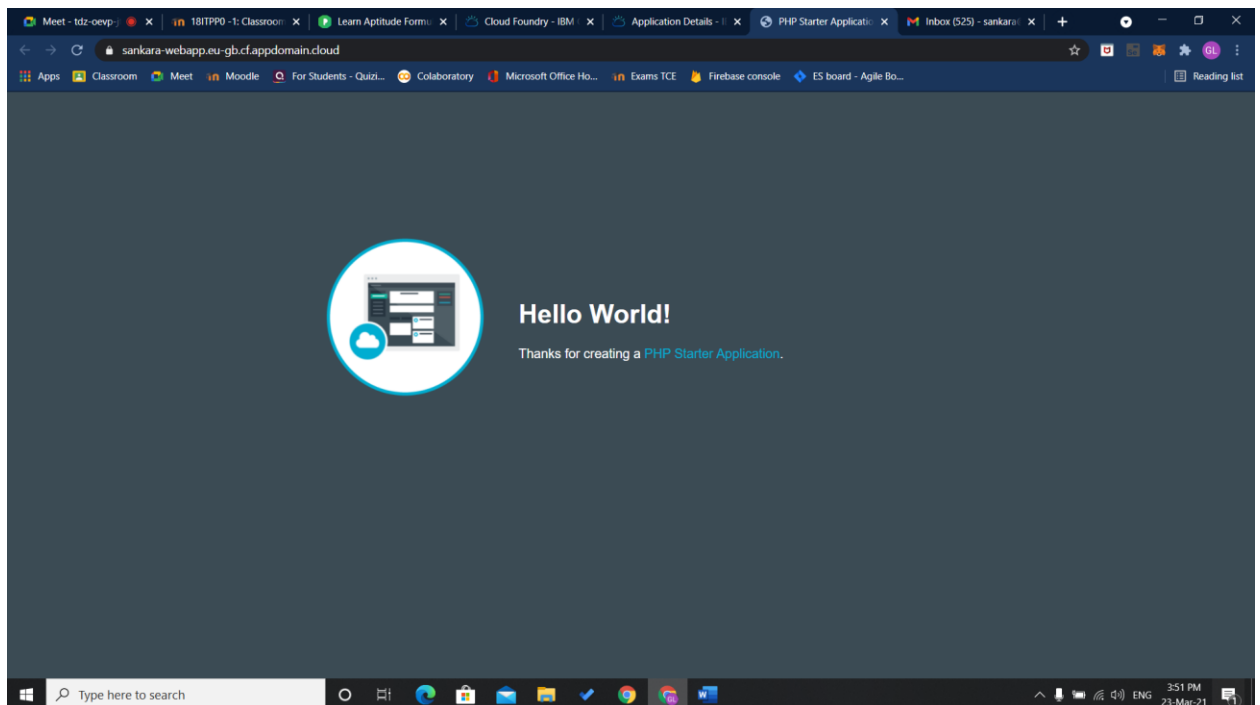 Meet - tdz-oevp-j
18ITPP0 -1: Classroom
Learn Aptitude Formu
Cloud Foundry - IBM
Application Details - I
PHP Starter Applicatio
Inbox (525) - sankara
sankara-webapp.eu-gb.cf.appdomain.cloud
GL
Apps
Classroom
Meet
Moodle
For Students - Quizi...
Colaboratory
Microsoft Office Ho...
Exams TCE
Firebase console
ES board - Agile Bo...
Reading list
Hello World!
Thanks for creating a PHP Starter Application.
Type here to search
ENG
3:51 PM
23-Mar-21